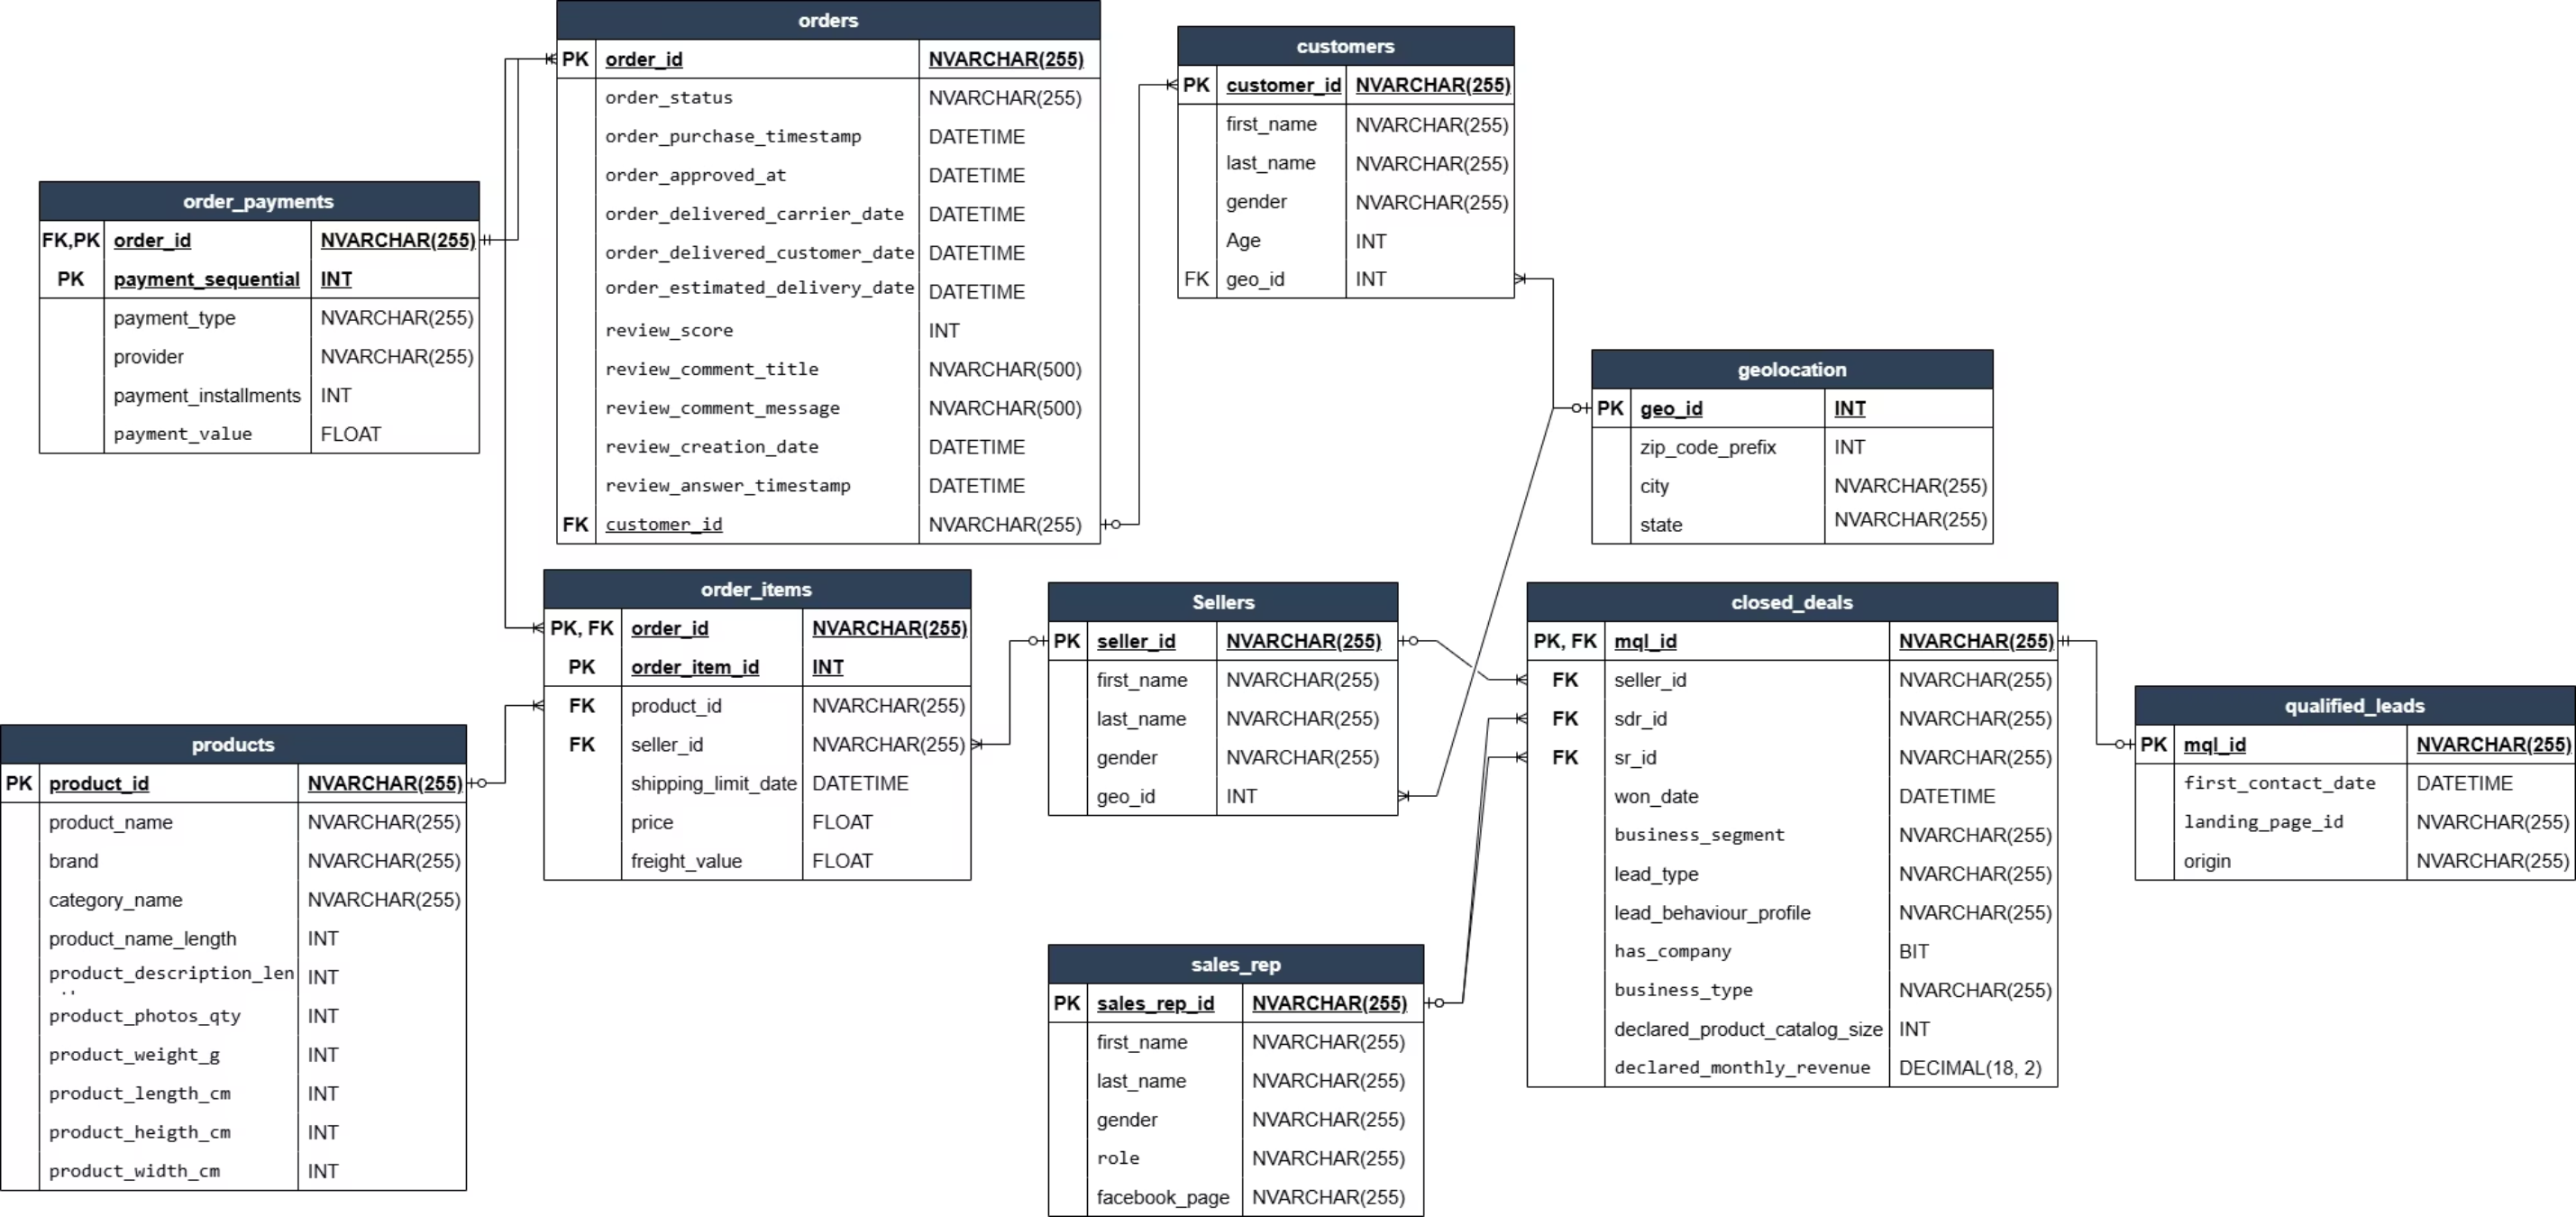 orders
PK order_id NVARCHAR(255)
order_status NVARCHAR(255)
order_purchase_timestamp DATETIME
order_approved_at DATETIME
order_delivered_carrier_date DATETIME
order_delivered_customer_date DATETIME
order_estimated_delivery_date DATETIME
review_score INT
review_comment_title NVARCHAR(500)
review_comment_message NVARCHAR(500)
review_creation_date DATETIME
review_answer_timestamp DATETIME
FK customer_id NVARCHAR(255)
customers
PK customer_id NVARCHAR(255)
first_name NVARCHAR(255)
last_name NVARCHAR(255)
gender NVARCHAR(255)
Age INT
FK geo_id INT
order_payments
FK,PK order_id NVARCHAR(255)
PK payment_sequential INT
payment_type NVARCHAR(255)
provider NVARCHAR(255)
payment_installments INT
payment_value FLOAT
geolocation
PK geo_id INT
zip_code_prefix INT
city NVARCHAR(255)
state NVARCHAR(255)
order_items
PK, FK order_id NVARCHAR(255)
PK order_item_id INT
FK product_id NVARCHAR(255)
FK seller_id NVARCHAR(255)
shipping_limit_date DATETIME
price FLOAT
freight_value FLOAT
Sellers
PK seller_id NVARCHAR(255)
first_name NVARCHAR(255)
last_name NVARCHAR(255)
gender NVARCHAR(255)
geo_id INT
closed_deals
PK, FK mql_id NVARCHAR(255)
FK seller_id NVARCHAR(255)
FK sdr_id NVARCHAR(255)
FK sr_id NVARCHAR(255)
won_date DATETIME
business_segment NVARCHAR(255)
lead_type NVARCHAR(255)
lead_behaviour_profile NVARCHAR(255)
has_company BIT
business_type NVARCHAR(255)
declared_product_catalog_size INT
declared_monthly_revenue DECIMAL(18, 2)
qualified_leads
PK mql_id NVARCHAR(255)
first_contact_date DATETIME
landing_page_id NVARCHAR(255)
origin NVARCHAR(255)
products
PK product_id NVARCHAR(255)
product_name NVARCHAR(255)
brand NVARCHAR(255)
category_name NVARCHAR(255)
product_name_length INT
product_description_len INT
product_photos_qty INT
product_weight_g INT
product_length_cm INT
product_heigth_cm INT
product_width_cm INT
sales_rep
PK sales_rep_id NVARCHAR(255)
first_name NVARCHAR(255)
last_name NVARCHAR(255)
gender NVARCHAR(255)
role NVARCHAR(255)
facebook_page NVARCHAR(255)